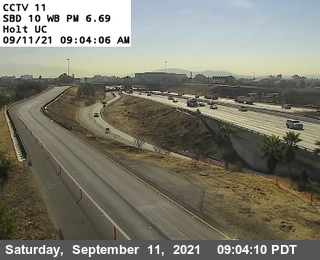 CCTV 11
SBD 10 WB PM 6.69
Holt UC
09/11/21 09:04:06 AM
Saturday, September 11, 2021 09:04:10 PDT